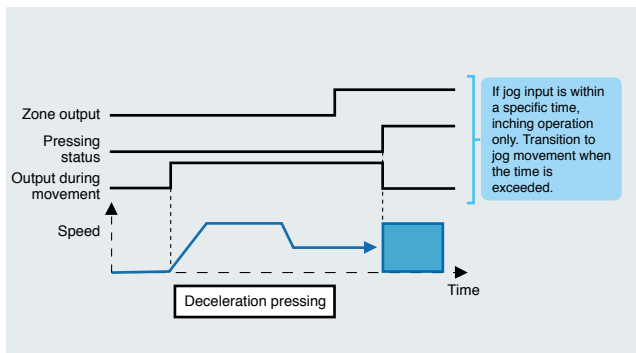 Zone output
Pressing
status
Output during
movement
Speed
If jog input is within
a specific time,
inching operation
only. Transition to
jog movement when
the time is
exceeded.
Time
Deceleration pressing